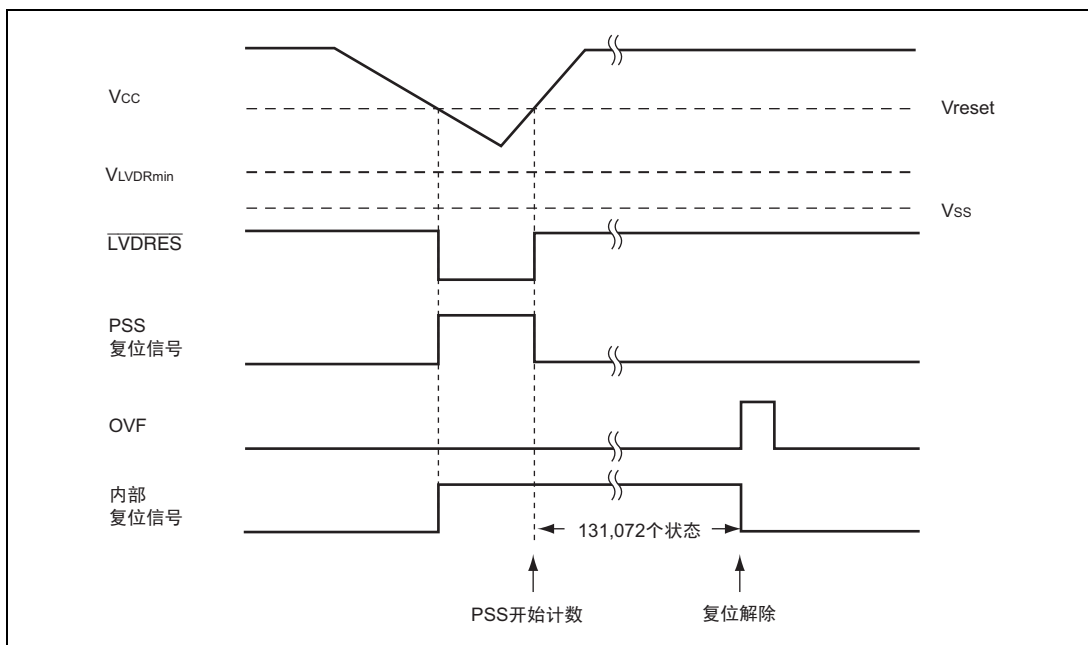 Vcc
Vreset
VLVDRmin
Vss
LVDRES
PSS
复位信号
OVF
内部
复位信号
131,072个状态
PSS开始计数
复位解除